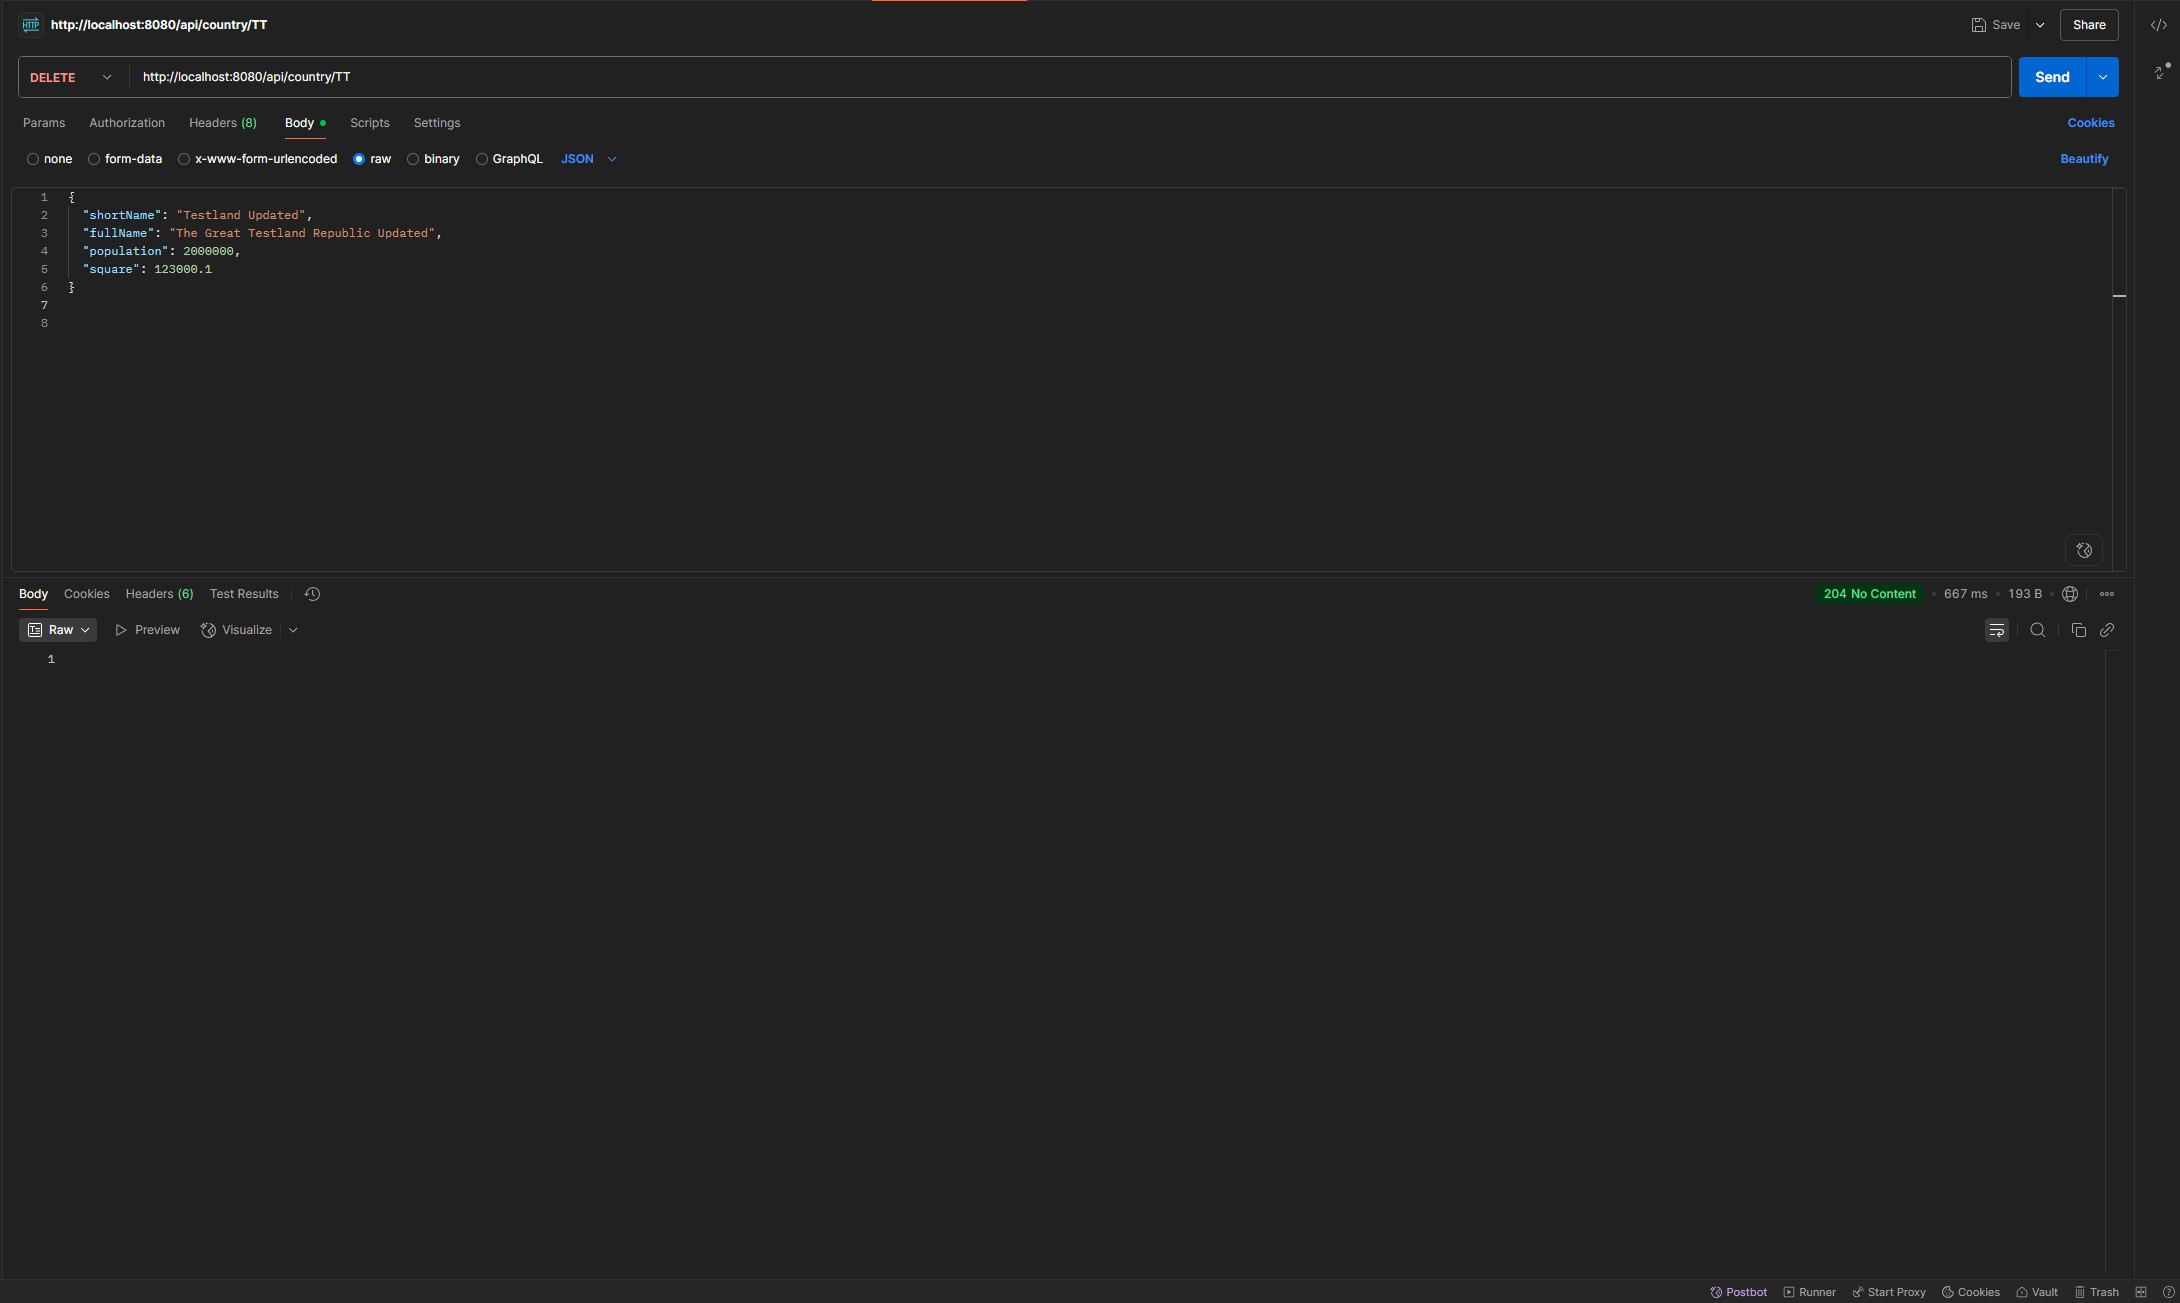 HTTP http://localhost:8080/api/country/TT Save Share
DELETE http://localhost:8080/api/country/TT Send
Params Authorization Headers (8) Body Scripts Settings Cookies
none form-data x-www-form-urlencoded raw binary GraphQL JSON Beautify
1 {
2 "shortName": "Testland Updated",
3 "fullName": "The Great Testland Republic Updated",
4 "population": 2000000,
5 "square": 123000.1
6 }
7
8
Body Cookies Headers (6) Test Results 204 No Content • 667 ms • 193 B •
Raw Preview Visualize
1
Postbot Runner Start Proxy Cookies Vault Trash